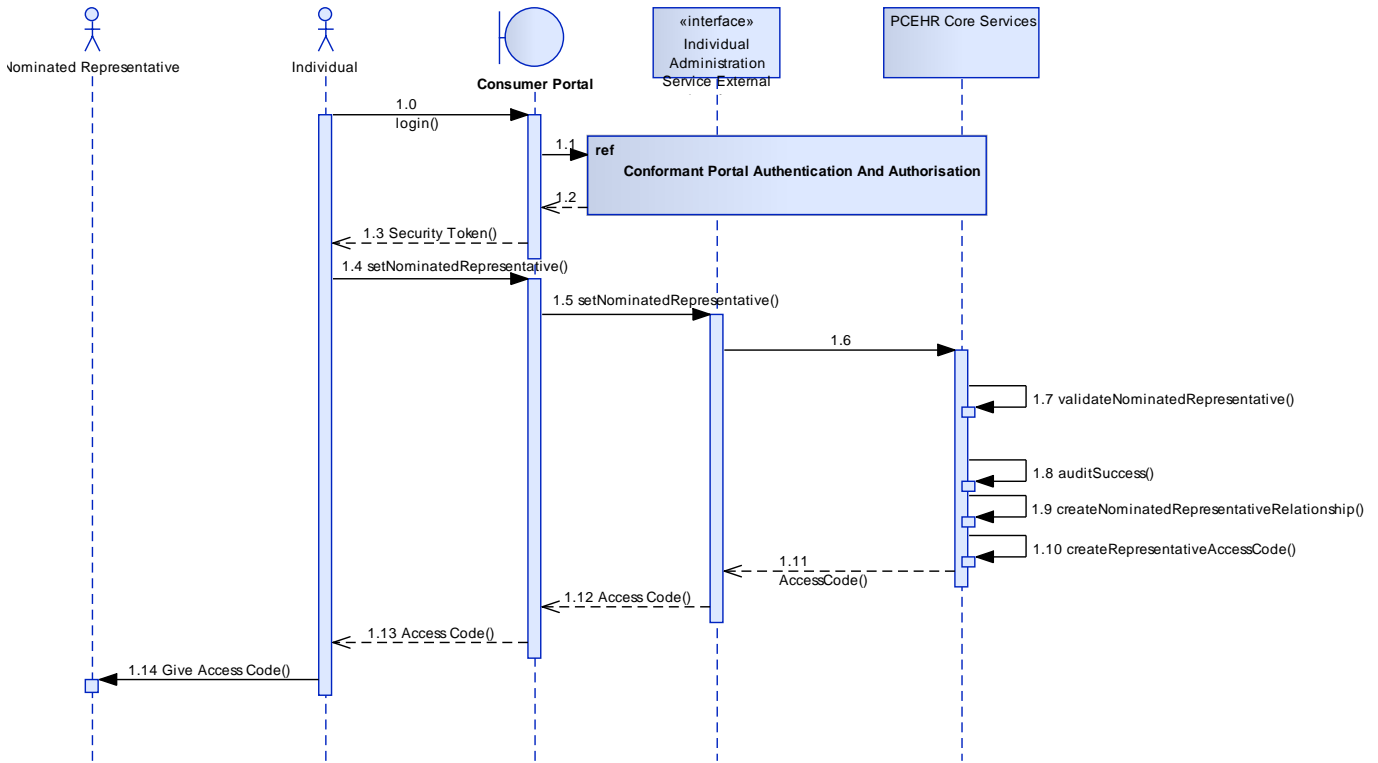 Nominated Representative
Individual
Consumer Portal
«interface»
Individual
Administration
Service External
PCEHR Core Services
1.0
login()
1.1
ref
Conformant Portal Authentication And Authorisation
1.2
1.3 Security Token()
1.4 setNominatedRepresentative()
1.5 setNominatedRepresentative()
1.6
1.7 validateNominatedRepresentative()
1.8 auditSuccess()
1.9 createNominatedRepresentativeRelationship()
1.10 createRepresentativeAccessCode()
1.11
AccessCode()
1.12 Access Code()
1.13 Access Code()
1.14 Give Access Code()